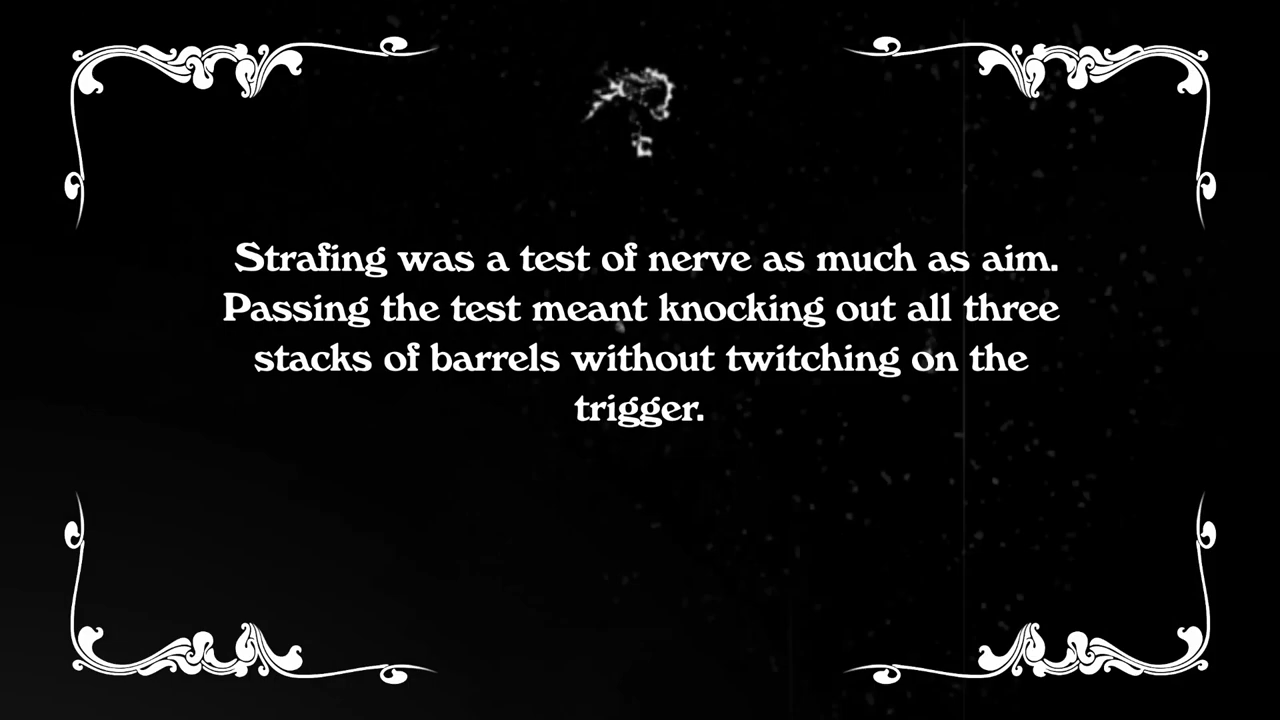 Strafing was a test of nerve as much as aim.
Passing the test meant knocking out all three
stacks of barrels without twitching on the
trigger.